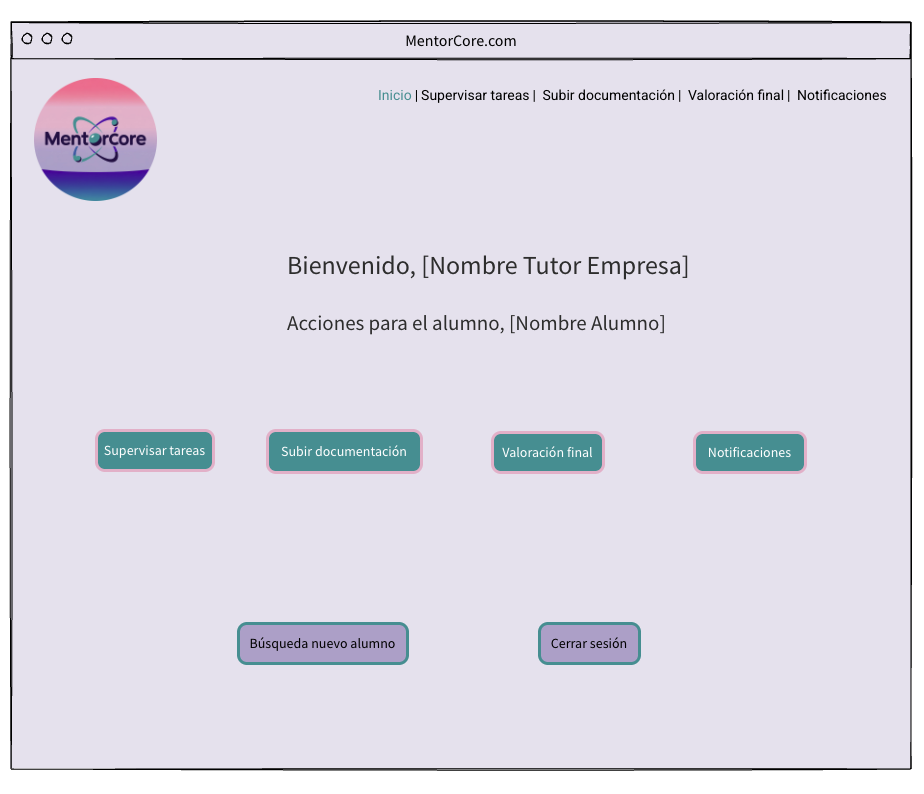 MentorCore.com
MentorCore
Inicio | Supervisar tareas | Subir documentación | Valoración final | Notificaciones
Bienvenido, [Nombre Tutor Empresa]
Acciones para el alumno, [Nombre Alumno]
Supervisar tareas
Subir documentación
Valoración final
Notificaciones
Búsqueda nuevo alumno
Cerrar sesión